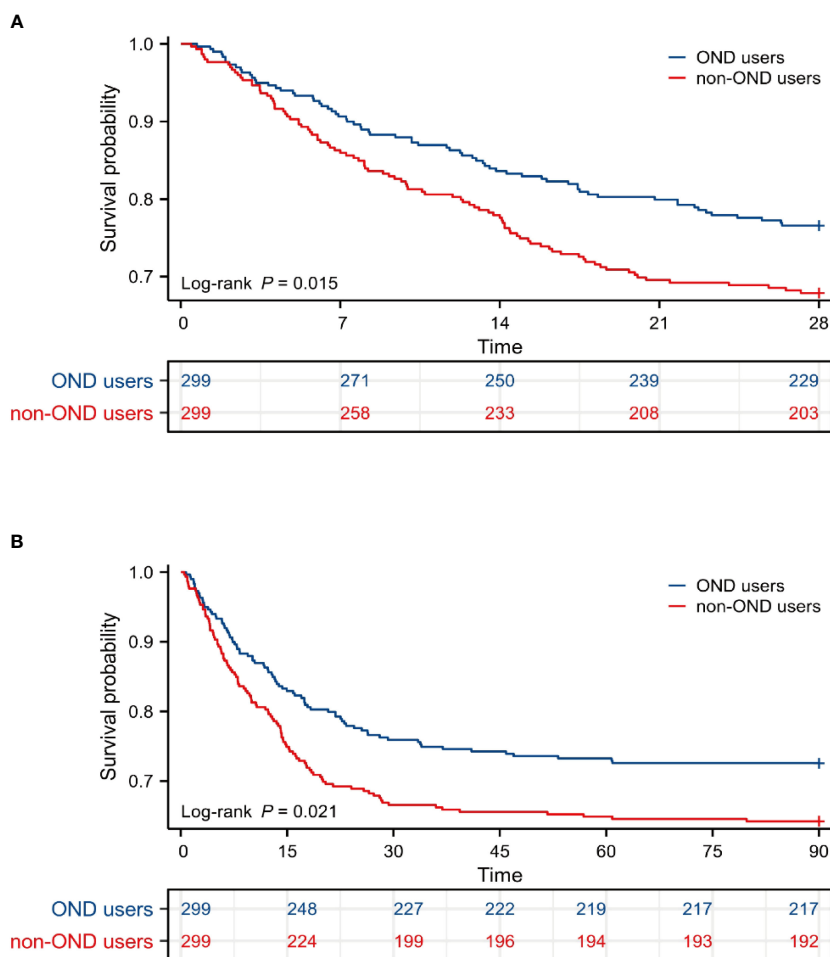 A
1.0
0.9
0.8
0.7
Survival probability
OND users
non-OND users
Log-rank P = 0.015
0 7 14 21 28
Time
OND users 299 271 250 239 229
non-OND users 299 258 233 208 203
B
1.0
0.9
0.8
0.7
Survival probability
OND users
non-OND users
Log-rank P = 0.021
0 15 30 45 60 75 90
Time
OND users 299 248 227 222 219 217 217
non-OND users 299 224 199 196 194 193 192